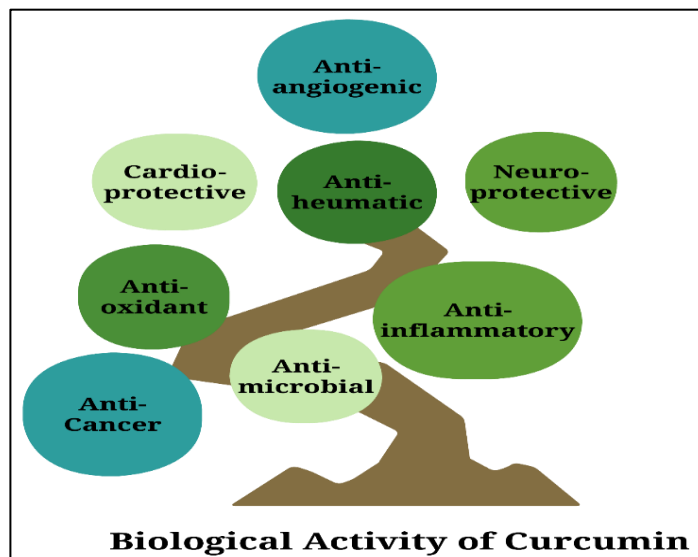 Anti-
angiogenic
Cardio-
protective
Anti-
heumatic
Neuro-
protective
Anti-
oxidant
Anti-
inflammatory
Anti-
microbial
Anti-
Cancer
Biological Activity of Curcumin